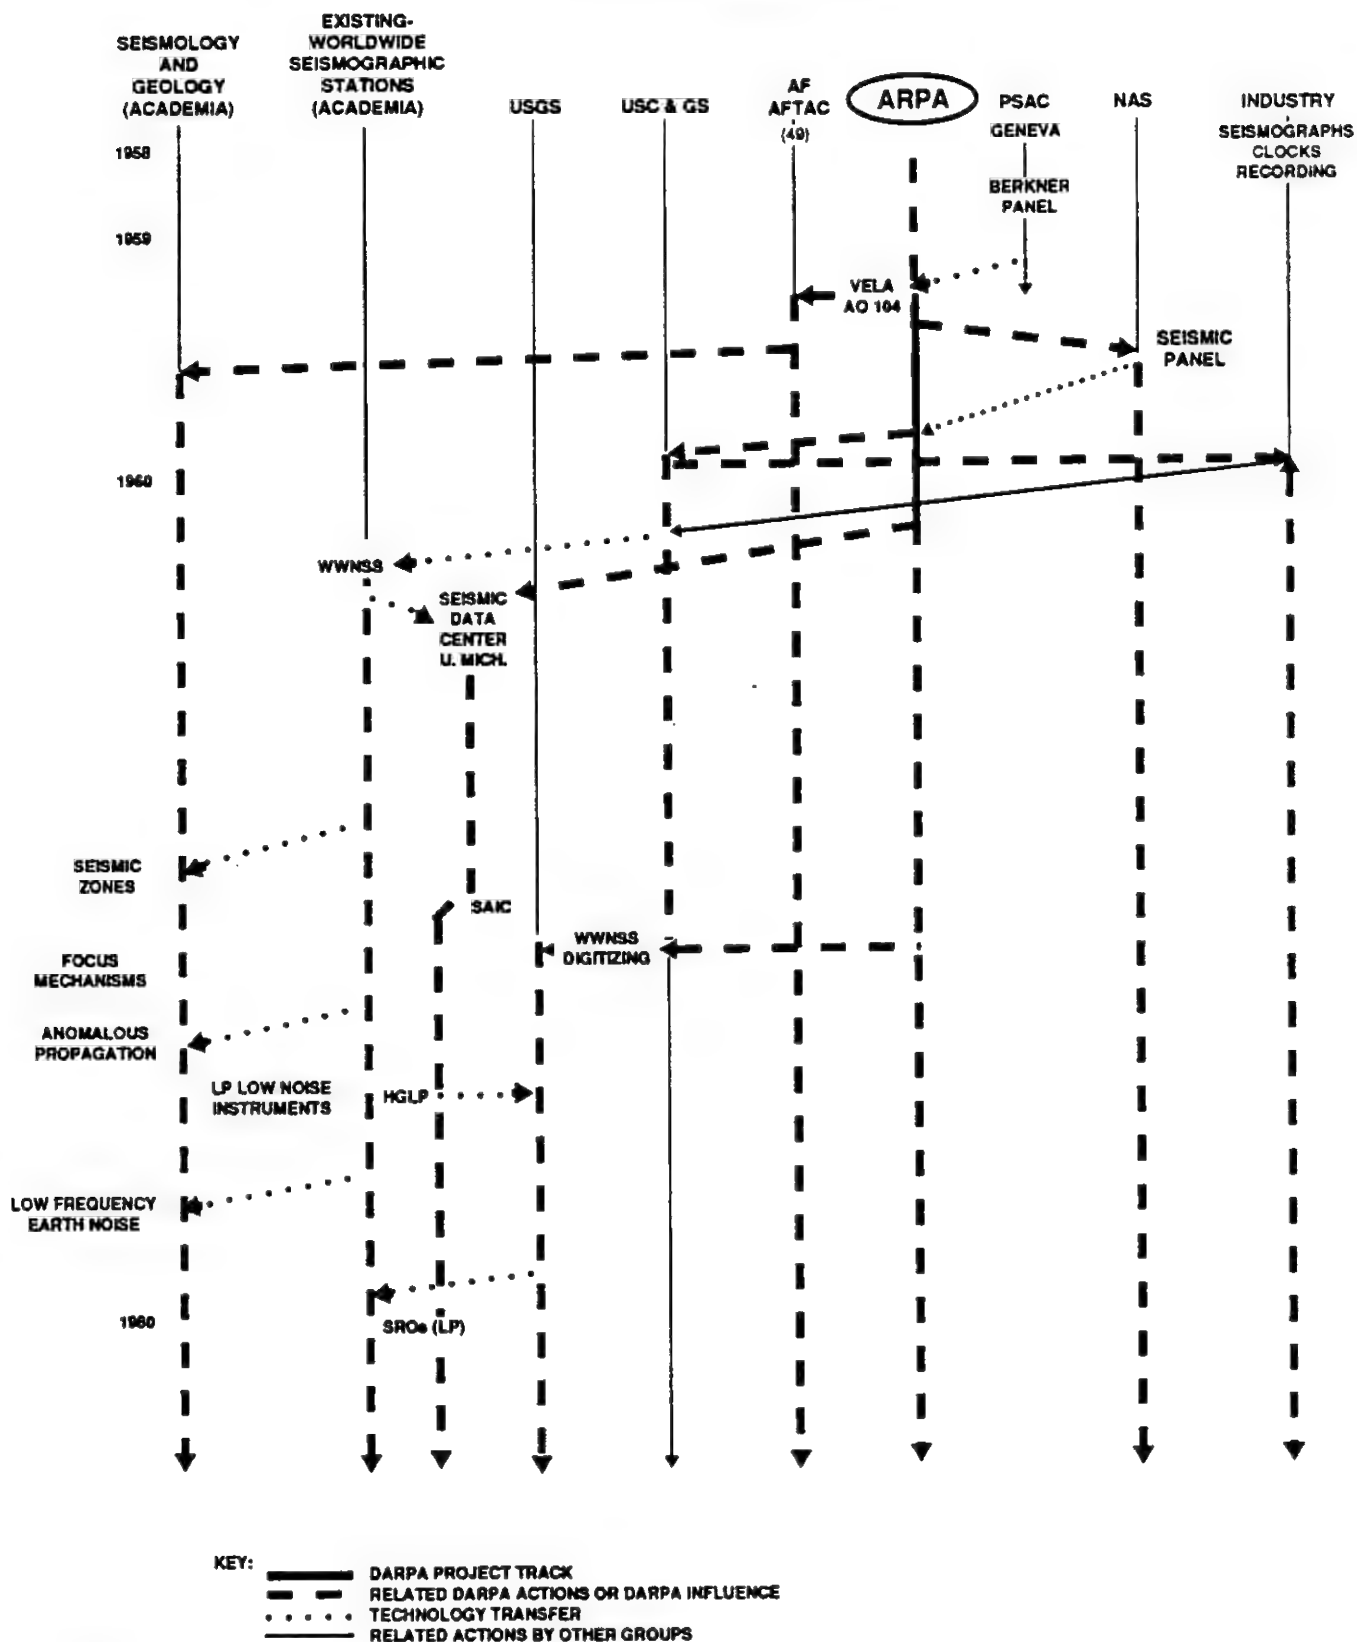 SEISMOLOGY
AND
GEOLOGY
(ACADEMIA)
EXISTING-
WORLDWIDE
SEISMOGRAPHIC
STATIONS
(ACADEMIA)
USGS
USC & GS
AF
AFTAC
(49)
ARPA
PSAC
GENEVA
BERKNER
PANEL
NAS
INDUSTRY
SEISMOGRAPHS
CLOCKS
RECORDING
1958
1959
VELA
AO 104
SEISMIC
PANEL
1960
WWNSS
SEISMIC
DATA
CENTER
U. MICH.
SEISMIC
ZONES
SAIC
WWNSS
DIGITIZING
FOCUS
MECHANISMS
ANOMALOUS
PROPAGATION
LP LOW NOISE
INSTRUMENTS
HGLP
LOW FREQUENCY
EARTH NOISE
1980
SROs (LP)
KEY:
DARPA PROJECT TRACK
RELATED DARPA ACTIONS OR DARPA INFLUENCE
TECHNOLOGY TRANSFER
RELATED ACTIONS BY OTHER GROUPS